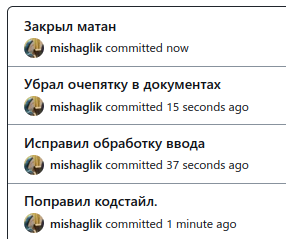 Закрыл матан
mishaglik committed now
Убрал очепятку в документах
mishaglik committed 15 seconds ago
Исправил обработку ввода
mishaglik committed 37 seconds ago
Поправил кодстайл.
mishaglik committed 1 minute ago